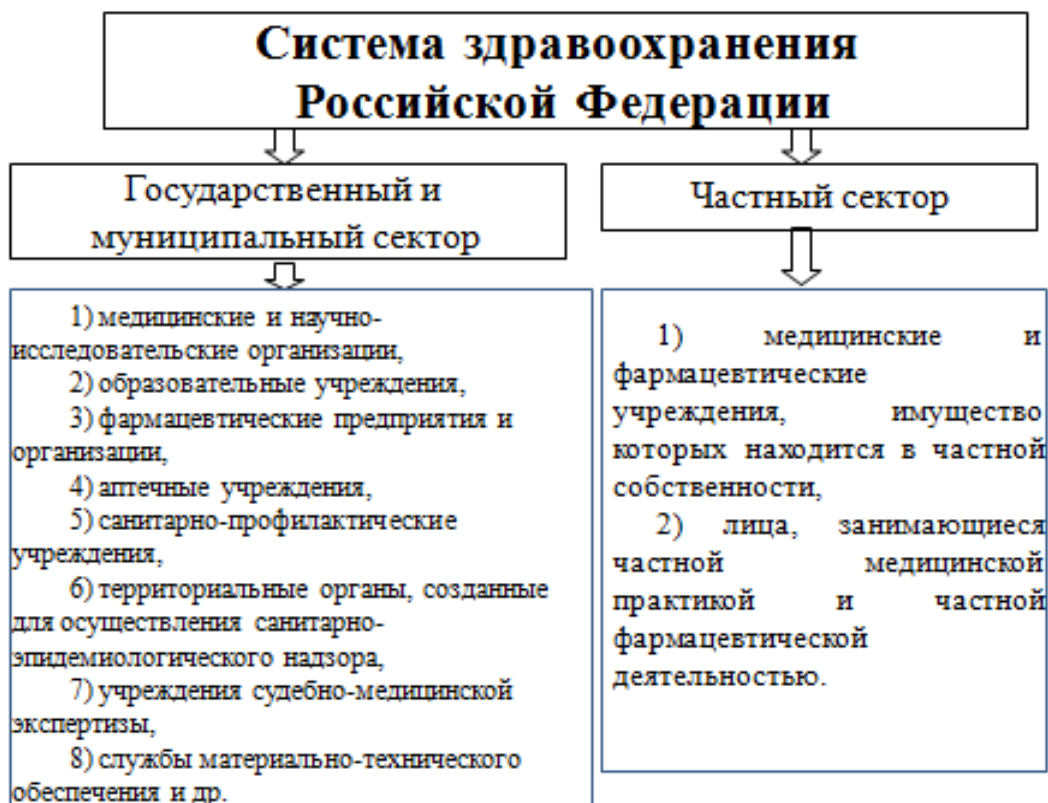 Система здравоохранения
Российской Федерации
Государственный и
муниципальный сектор
1) медицинские и научно-
исследовательские организации,
2) образовательные учреждения,
3) фармацевтические предприятия и
организации,
4) аптечные учреждения,
5) санитарно-профилактические
учреждения,
6) территориальные органы, созданные
для осуществления санитарно-
эпидемиологического надзора,
7) учреждения судебно-медицинской
экспертизы,
8) службы материально-технического
обеспечения и др.
Частный сектор
1) медицинские и
фармацевтические
учреждения, имущество
которых находится в частной
собственности,
2) лица, занимающиеся
частной медицинской
практикой и частной
фармацевтической
деятельностью.